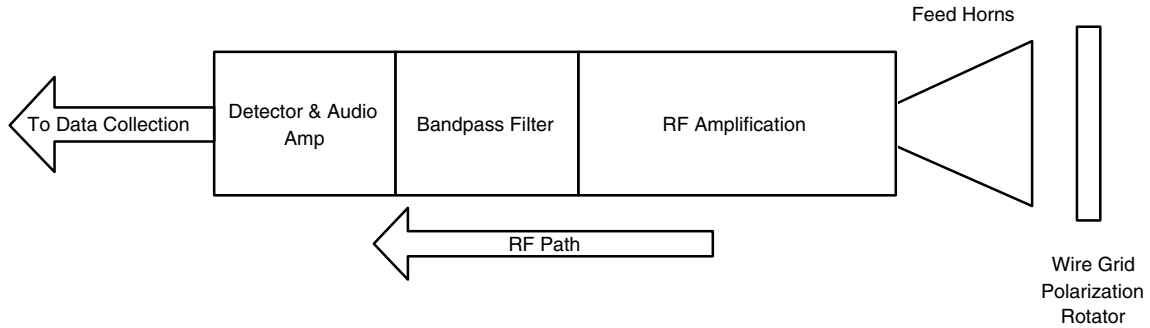 Feed Horns
To Data Collection
Detector & Audio
Amp
Bandpass Filter
RF Amplification
RF Path
Wire Grid
Polarization
Rotator